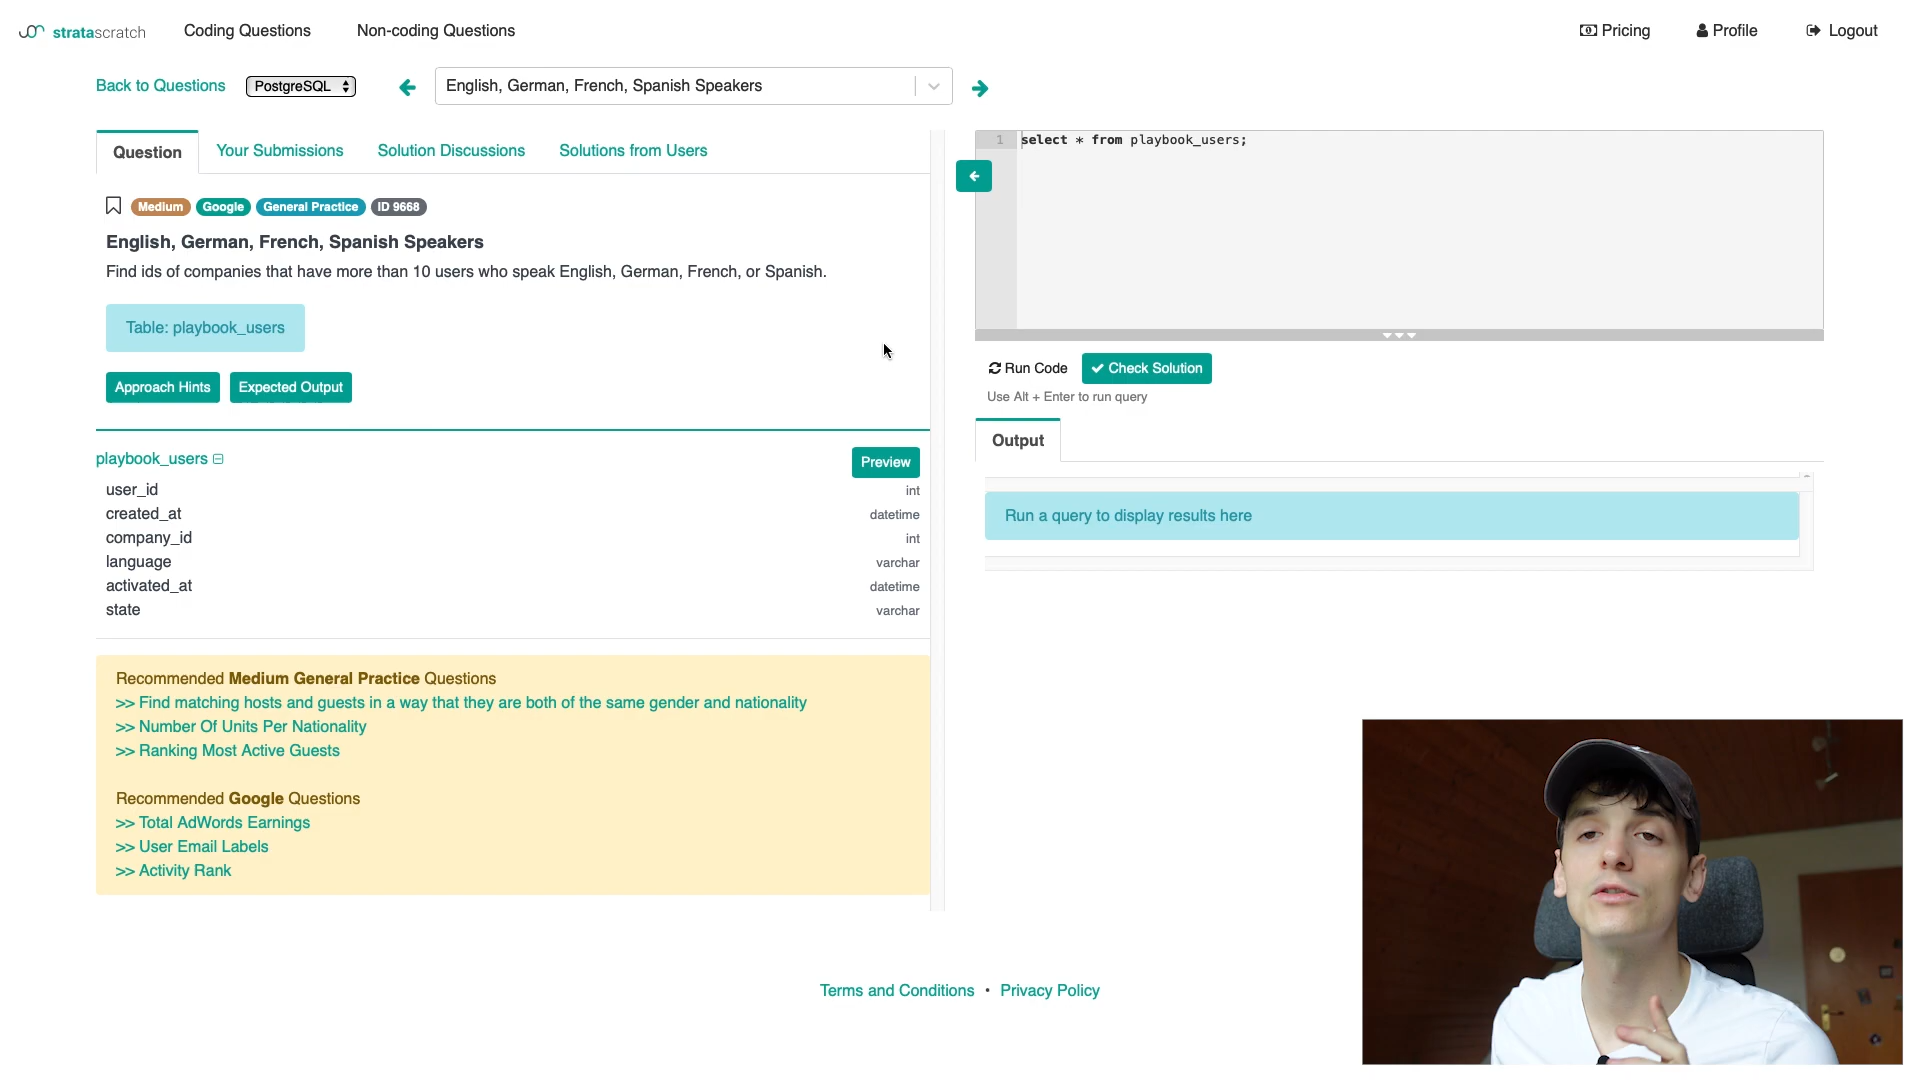 stratascratch
Coding Questions
Non-coding Questions
Pricing
Profile
Logout
Back to Questions
PostgreSQL
English, German, French, Spanish Speakers
Question
Your Submissions
Solution Discussions
Solutions from Users
Medium
Google
General Practice
ID 9668
English, German, French, Spanish Speakers
Find ids of companies that have more than 10 users who speak English, German, French, or Spanish.
Table: playbook_users
Approach Hints
Expected Output
playbook_users
Preview
user_id int
created_at datetime
company_id int
language varchar
activated_at datetime
state varchar
Recommended Medium General Practice Questions
>> Find matching hosts and guests in a way that they are both of the same gender and nationality
>> Number Of Units Per Nationality
>> Ranking Most Active Guests
Recommended Google Questions
>> Total AdWords Earnings
>> User Email Labels
>> Activity Rank
1 select * from playbook_users;
Run Code
Check Solution
Use Alt + Enter to run query
Output
Run a query to display results here
Terms and Conditions • Privacy Policy